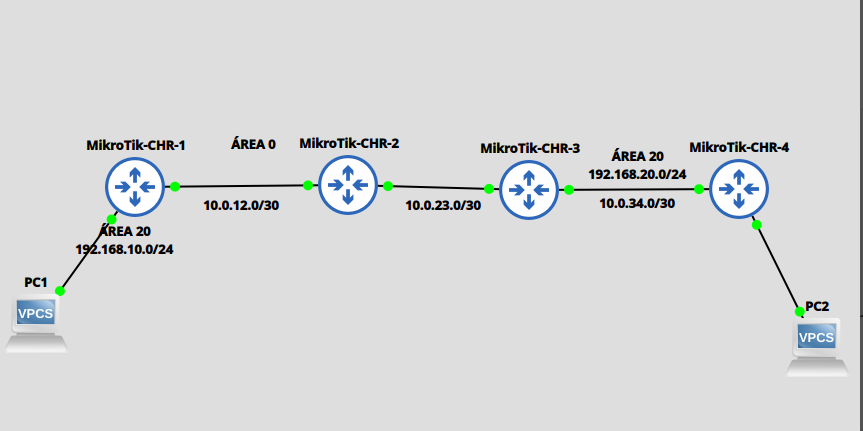 MikroTik-CHR-1
ÁREA 0
MikroTik-CHR-2
MikroTik-CHR-3
ÁREA 20
192.168.20.0/24
MikroTik-CHR-4
10.0.12.0/30
10.0.23.0/30
10.0.34.0/30
ÁREA 20
192.168.10.0/24
PC1
VPCS
PC2
VPCS